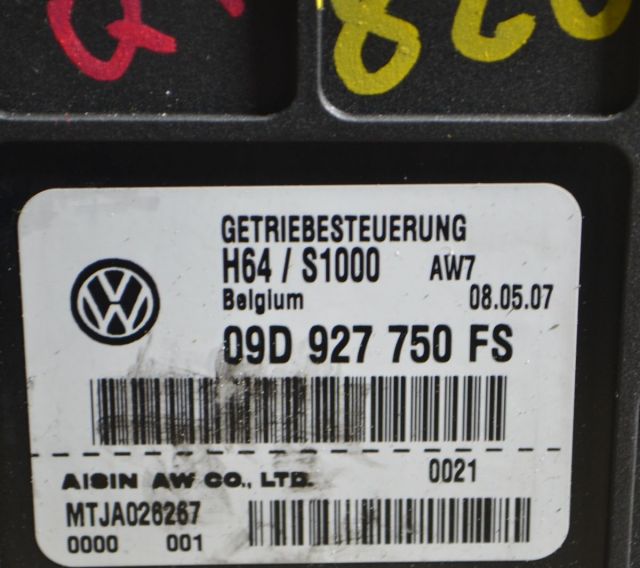 GETRIEBESTEUERUNG
H64 / S1000 AW7
Belgium 08.05.07
09D 927 750 FS
AISIN AW CO., LTD. 0021
MTJA026267
0000 001